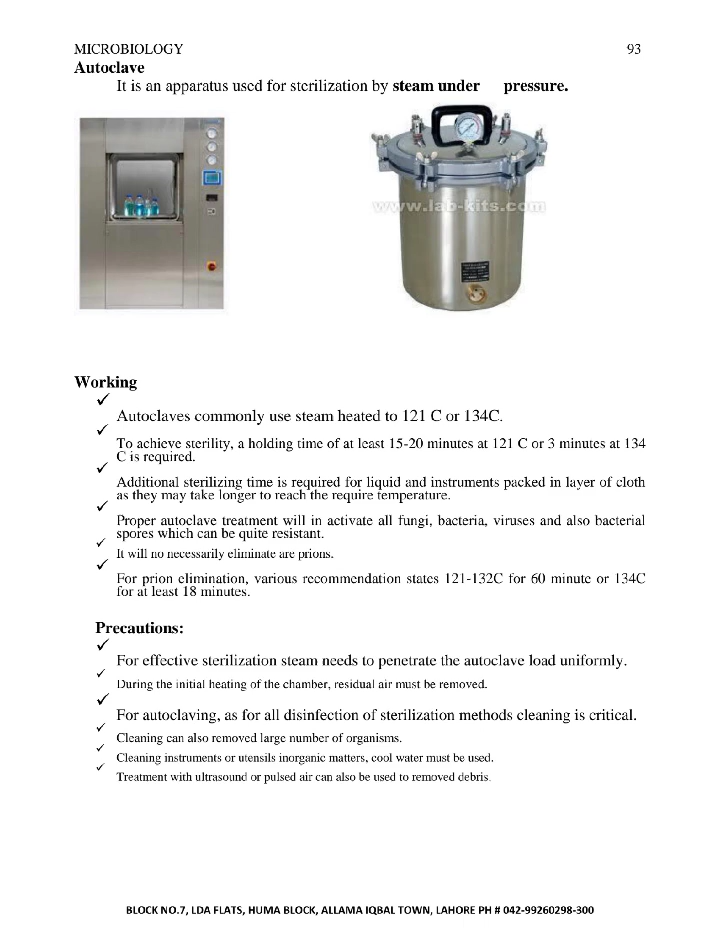 MICROBIOLOGY 93
Autoclave
It is an apparatus used for sterilization by steam under pressure.
www.lab-kits.com
Working
✓
Autoclaves commonly use steam heated to 121 C or 134C.
✓
To achieve sterility, a holding time of at least 15-20 minutes at 121 C or 3 minutes at 134
C is required.
✓
Additional sterilizing time is required for liquid and instruments packed in layer of cloth
as they may take longer to reach the require temperature.
✓
Proper autoclave treatment will in activate all fungi, bacteria, viruses and also bacterial
spores which can be quite resistant.
✓
It will no necessarily eliminate are prions.
✓
For prion elimination, various recommendation states 121-132C for 60 minute or 134C
for at least 18 minutes.
Precautions:
✓
For effective sterilization steam needs to penetrate the autoclave load uniformly.
✓
During the initial heating of the chamber, residual air must be removed.
✓
For autoclaving, as for all disinfection of sterilization methods cleaning is critical.
✓
Cleaning can also removed large number of organisms.
✓
Cleaning instruments or utensils inorganic matters, cool water must be used.
✓
Treatment with ultrasound or pulsed air can also be used to removed debris.
BLOCK NO.7, LDA FLATS, HUMA BLOCK, ALLAMA IQBAL TOWN, LAHORE PH # 042-99260298-300